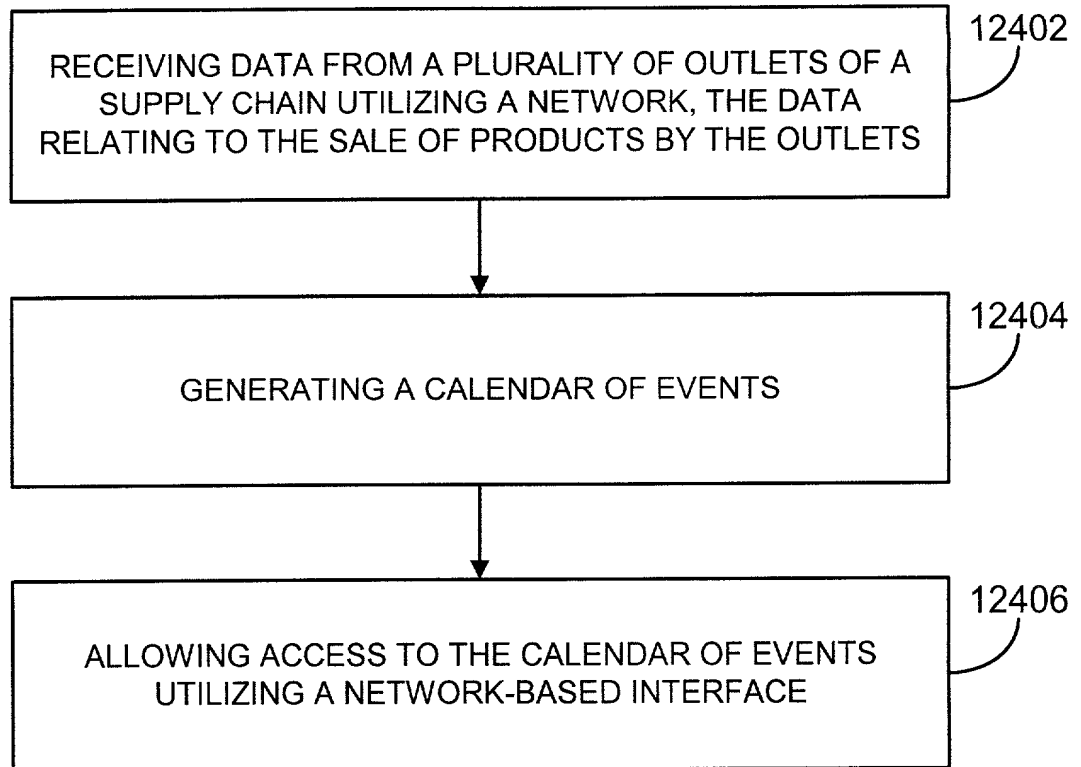 12402
RECEIVING DATA FROM A PLURALITY OF OUTLETS OF A
SUPPLY CHAIN UTILIZING A NETWORK, THE DATA
RELATING TO THE SALE OF PRODUCTS BY THE OUTLETS
12404
GENERATING A CALENDAR OF EVENTS
12406
ALLOWING ACCESS TO THE CALENDAR OF EVENTS
UTILIZING A NETWORK-BASED INTERFACE